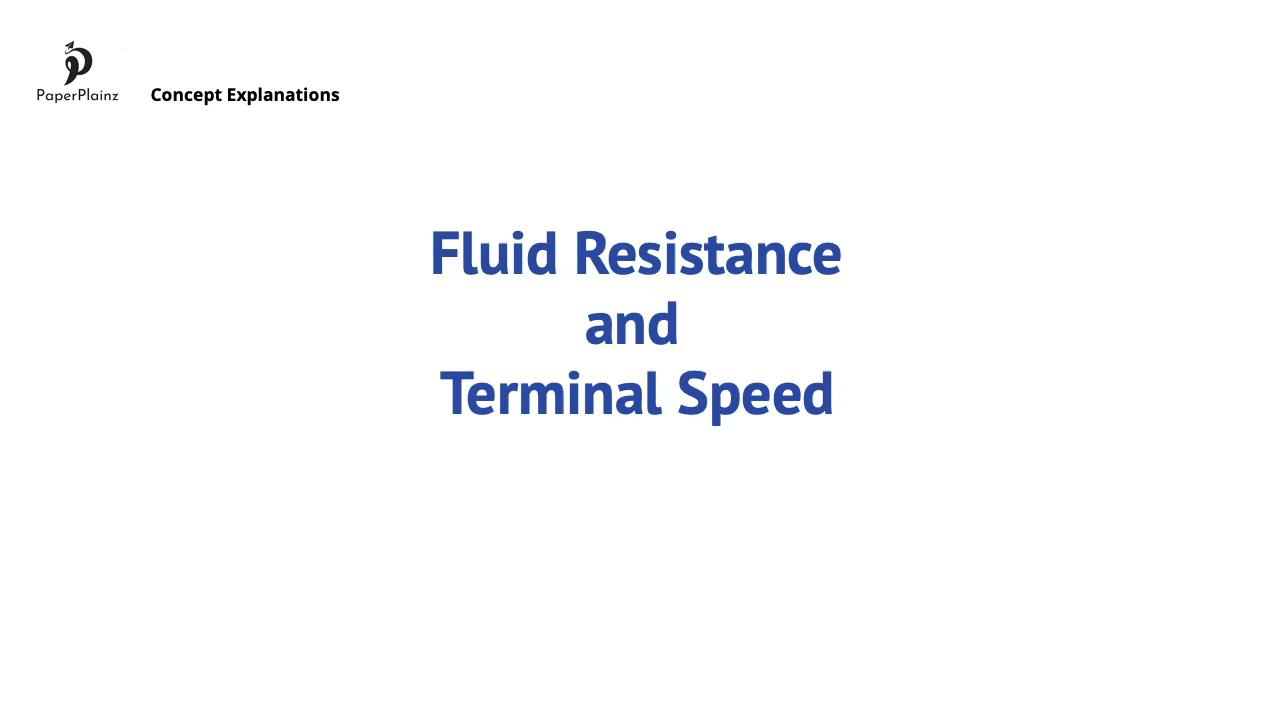 PaperPlainz
Concept Explanations
Fluid Resistance
and
Terminal Speed